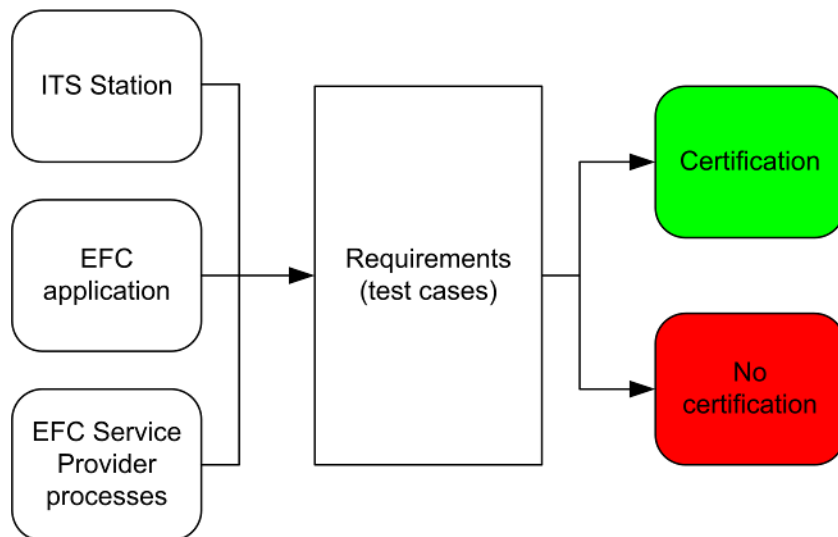 ITS Station
EFC
application
EFC Service
Provider
processes
Requirements
(test cases)
Certification
No
certification